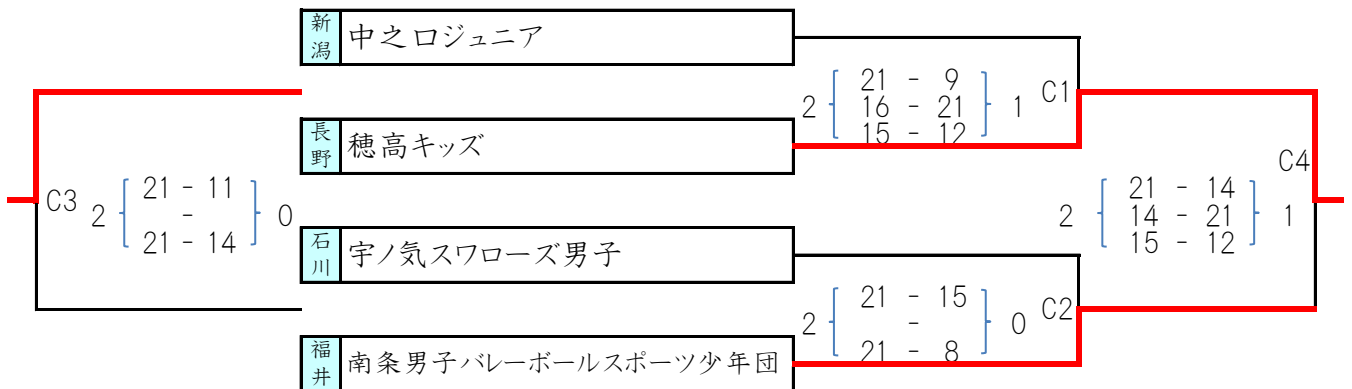 新潟 中之口ジュニア
2 21 - 9 1 C1
16 - 21
15 - 12
長野 穂高キッズ
C3 2 21 - 11 0
-
21 - 14
C4
2 21 - 14 1
14 - 21
15 - 12
石川 宇ノ気スワローズ男子
2 21 - 15 0 C2
-
21 - 8
福井 南条男子バレーボールスポーツ少年団